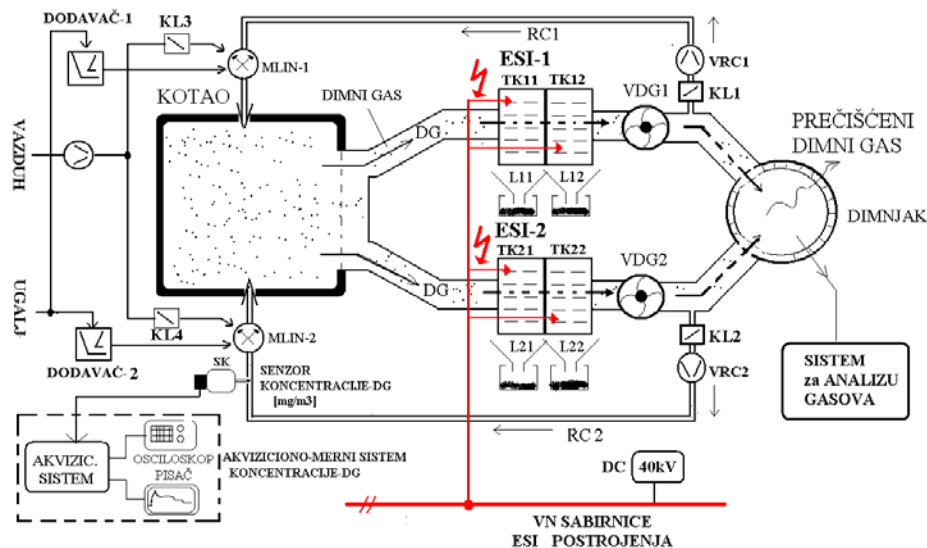 DODAVAČ-1
KL3
MLIN-1
KOTAO
DIMNI GAS
DG
RC1
ESI-1
TK11 TK12
VDG1
VRC1
KL1
PREČIŠĆENI
DIMNI GAS
L11 L12
DIMNJAK
VAZDUH
ESI-2
TK21 TK22
VDG2
DG
UGALJ-
KL4
MLIN-2
DODAVAČ-2
L21 L22
KL2
VRC2
SISTEM
za ANALIZU
GASOVA
SK
SENZOR
KONCENTRACIJE-DG
[mg/m3]
RC 2
AKVIZIC.
SISTEM
OSCILOSKOP
PISAČ
AKVIZICIONO-MERNI SISTEM
KONCENTRACIJE-DG
DC 40kV
VN SABIRNICE
ESI POSTROJENJA